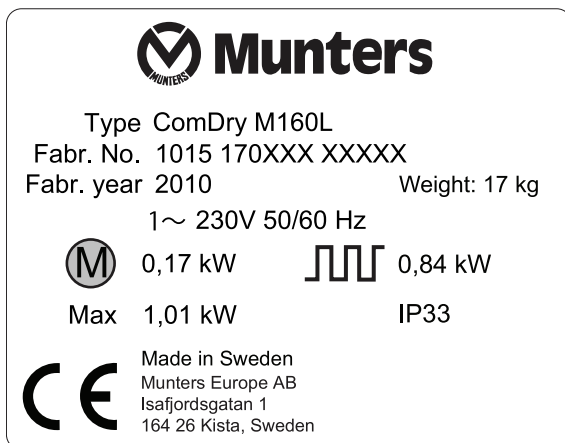 MUNTERS
Munters
Type ComDry M160L
Fabr. No. 1015 170XXX XXXXX
Fabr. year 2010 Weight: 17 kg
1~ 230V 50/60 Hz
M 0,17 kW 0,84 kW
Max 1,01 kW IP33
CE
Made in Sweden
Munters Europe AB
Isafjordsgatan 1
164 26 Kista, Sweden